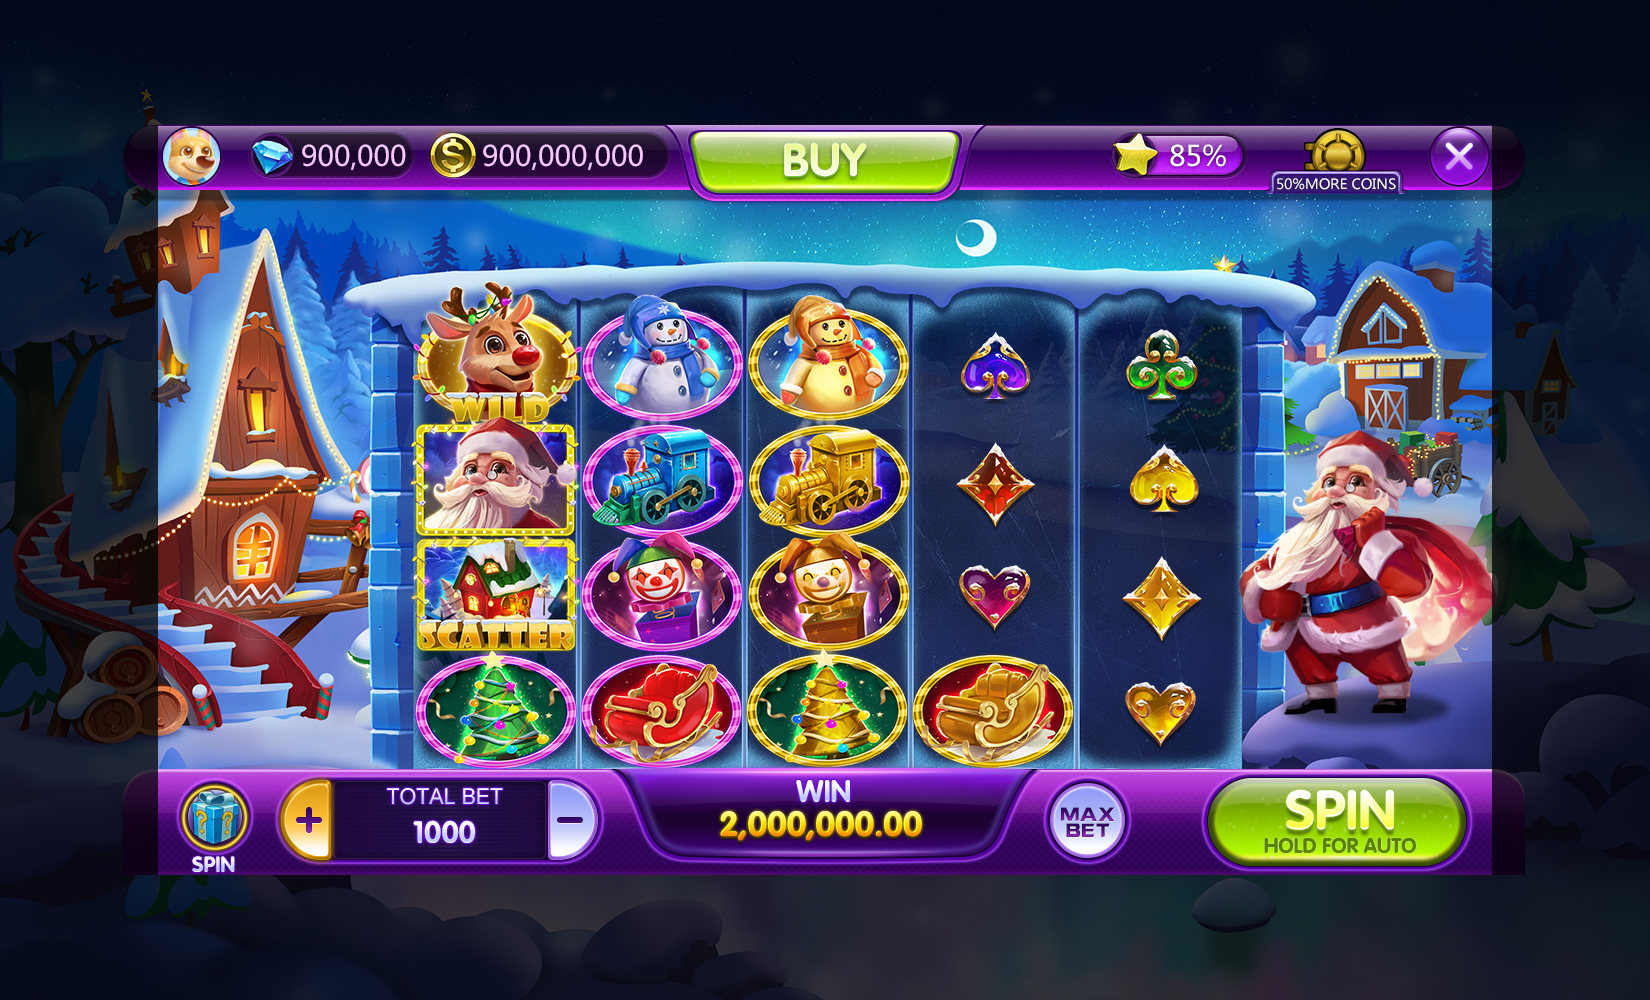 900,000
900,000,000
BUY
85%
50%MORE COINS
WILD
SCATTER
SPIN
+
TOTAL BET
1000
−
WIN
2,000,000.00
MAX
BET
SPIN
HOLD FOR AUTO